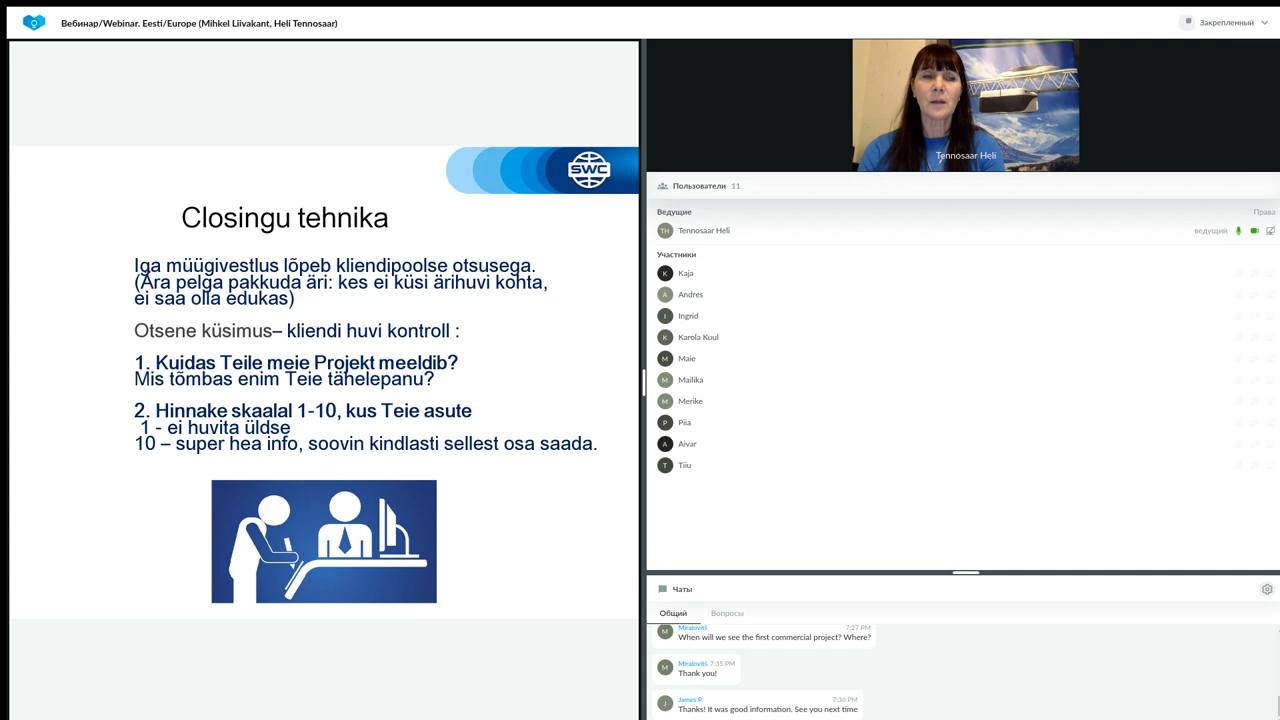 Вебинар/Webinar. Eesti/Europe (Mihkel Liivakant, Heli Tennosaar)
Закрепленный
SWC
Closingu tehnika
Iga müügivestlus lõpeb kliendipoolse otsusega.
(Ära pelga pakkuda äri: kes ei küsi ärihuvi kohta,
ei saa olla edukas)
Otsene küsimus– kliendi huvi kontroll :
1. Kuidas Teile meie Projekt meeldib?
Mis tõmbas enim Teie tähelepanu?
2. Hinnake skaalal 1-10, kus Teie asute
1 - ei huvita üldse
10 – super hea info, soovin kindlasti sellest osa saada.
Tennosaar Heli
Пользователи 11
Ведущие Права
TH Tennosaar Heli ведущий
Участники
K Kaja
A Andres
I Ingrid
K Karola Kuul
M Maie
M Mailika
M Merike
P Piia
A Aivar
T Tiiu
Чаты
Общий Вопросы
Miralovitš 7:27 PM
M When will we see the first commercial project? Where?
Miralovitš 7:35 PM
M Thank you!
James P. 7:36 PM
J Thanks! It was good information. See you next time